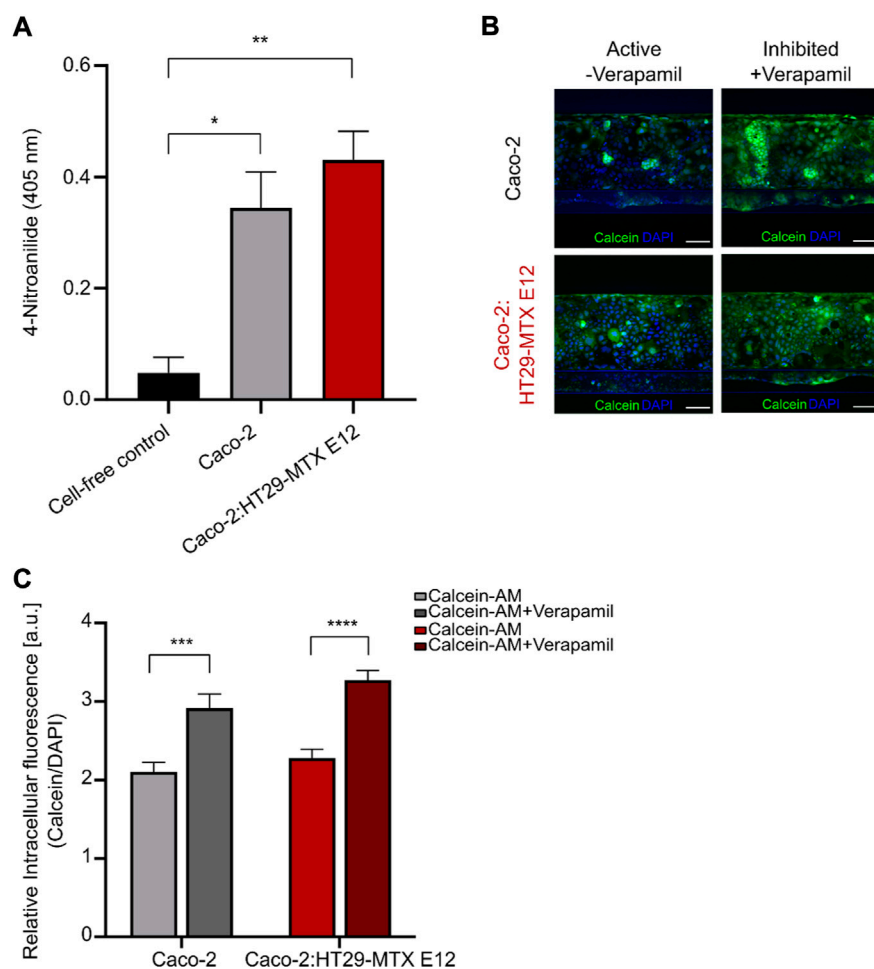 A
**
*
0.6
0.4
0.2
0.0
4-Nitroanilide (405 nm)
Cell-free control
Caco-2
Caco-2:HT29-MTX E12
B
Active
-Verapamil
Inhibited
+Verapamil
Caco-2
Calcein DAPI
Calcein DAPI
Caco-2:
HT29-MTX E12
Calcein DAPI
Calcein DAPI
C
Calcein-AM
Calcein-AM+Verapamil
Calcein-AM
Calcein-AM+Verapamil
***
****
4
3
2
1
0
Relative Intracellular fluorescence [a.u.]
(Calcein/DAPI)
Caco-2
Caco-2:HT29-MTX E12